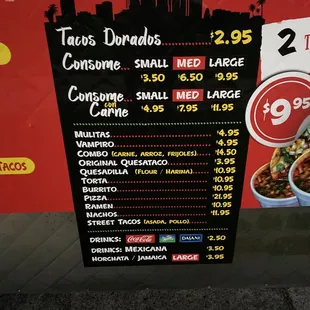 Tacos Dorados........$2.95
Consome... SMALL MED LARGE
$3.50 $6.50 $9.95
Consome con Carne ... SMALL MED LARGE
$4.95 $7.95 $11.95
MULITAS $4.95
VAMPIRO $4.95
COMBO (CARNE, ARROZ, FRIJOLES) $14.95
ORIGINAL QUESATACO $3.95
QUESADILLA (FLOUR / HARINA) $10.95
TORTA $10.95
BURRITO $10.95
PIZZA $21.95
RAMEN $10.95
NACHOS $11.95
STREET TACOS (ASADA, POLLO)
DRINKS: Coca-Cola DASANI $2.50
DRINKS: MEXICANA $3.50
HORCHATA / JAMAICA LARGE $3.95
TACOS
2
$9.95